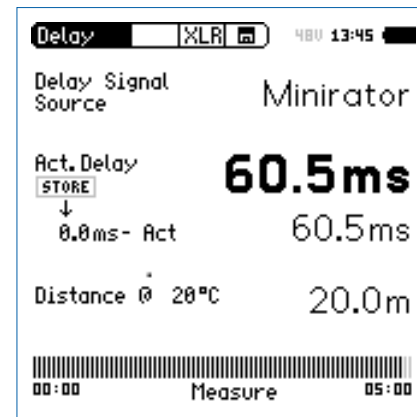 Delay XLR 48V 13:45
Delay Signal
Source
Minirator
Act. Delay
60.5ms
STORE
0.0ms- Act
60.5ms
Distance @ 20°C
20.0m
00:00 Measure 05:00